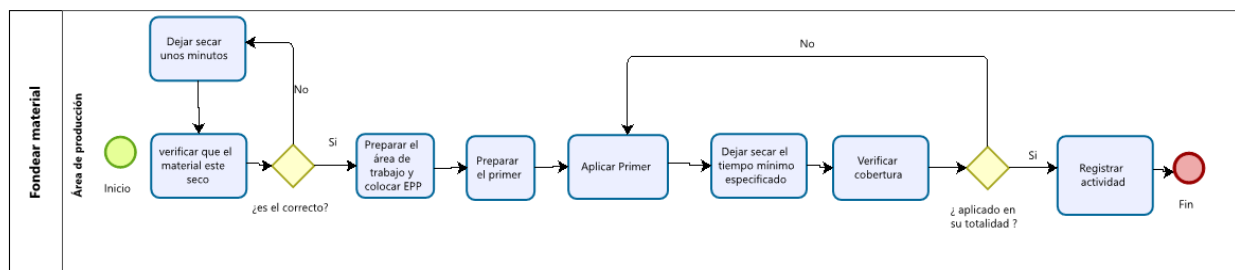 Fondear material
Área de producción
Inicio
Dejar secar
unos minutos
verificar que el
material este
seco
No
¿es el correcto?
Si
Preparar el
área de
trabajo y
colocar EPP
Preparar
el primer
Aplicar Primer
Dejar secar el
tiempo mínimo
especificado
Verificar
cobertura
No
¿ aplicado en
su totalidad ?
Si
Registrar
actividad
Fin